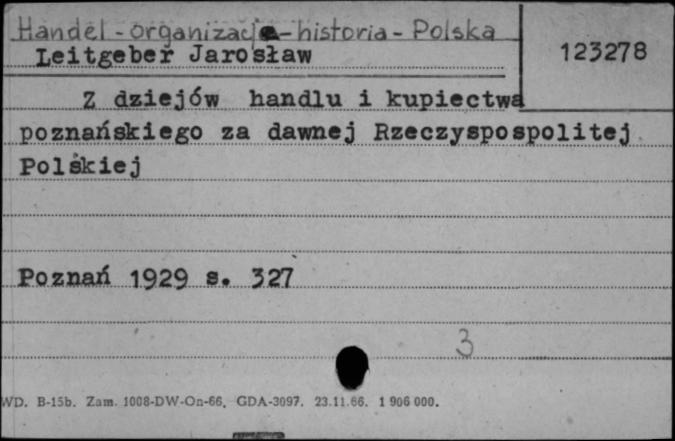 Handel - organizacja - historia - Polska
Leitgeber Jarosław
123278
Z dziejów handlu i kupiectwa
poznańskiego za dawnej Rzeczyspospolitej
Polskiej
Poznań 1929 s. 327
3
WD. B-15b. Zam. 1008-DW-On-66. GDA-3097. 23.11.66. 1 906 000.